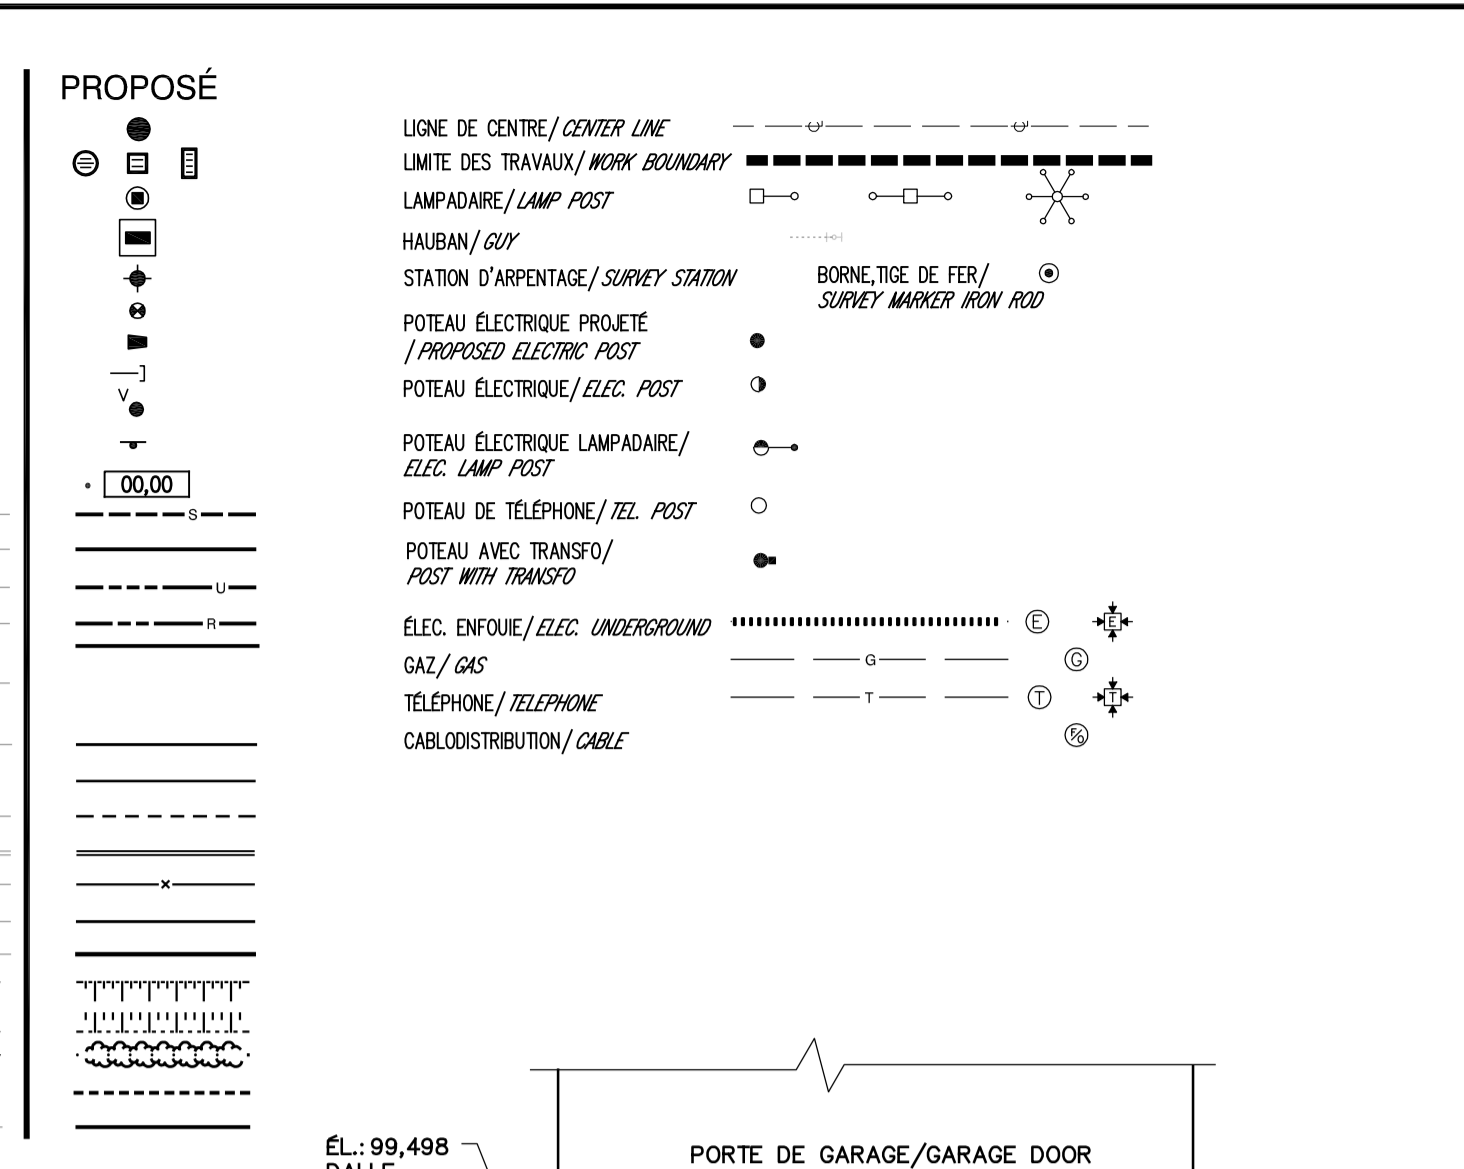 PROPOSÉ
V
00,00
S
U
R
LIGNE DE CENTRE/CENTER LINE
LIMITE DES TRAVAUX/WORK BOUNDARY
LAMPADAIRE/LAMP POST
HAUBAN/GUY
STATION D'ARPENTAGE/SURVEY STATION
BORNE,TIGE DE FER/
SURVEY MARKER IRON ROD
POTEAU ÉLECTRIQUE PROJETÉ
/PROPOSED ELECTRIC POST
POTEAU ÉLECTRIQUE/ELEC. POST
POTEAU ÉLECTRIQUE LAMPADAIRE/
ELEC. LAMP POST
POTEAU DE TÉLÉPHONE/TEL. POST
POTEAU AVEC TRANSFO/
POST WITH TRANSFO
ÉLEC. ENFOUIE/ELEC. UNDERGROUND E E
GAZ/GAS G G
TÉLÉPHONE/TELEPHONE T T T
CABLODISTRIBUTION/CABLE F/O
ÉL.: 99,498
DALLE
PORTE DE GARAGE/GARAGE DOOR